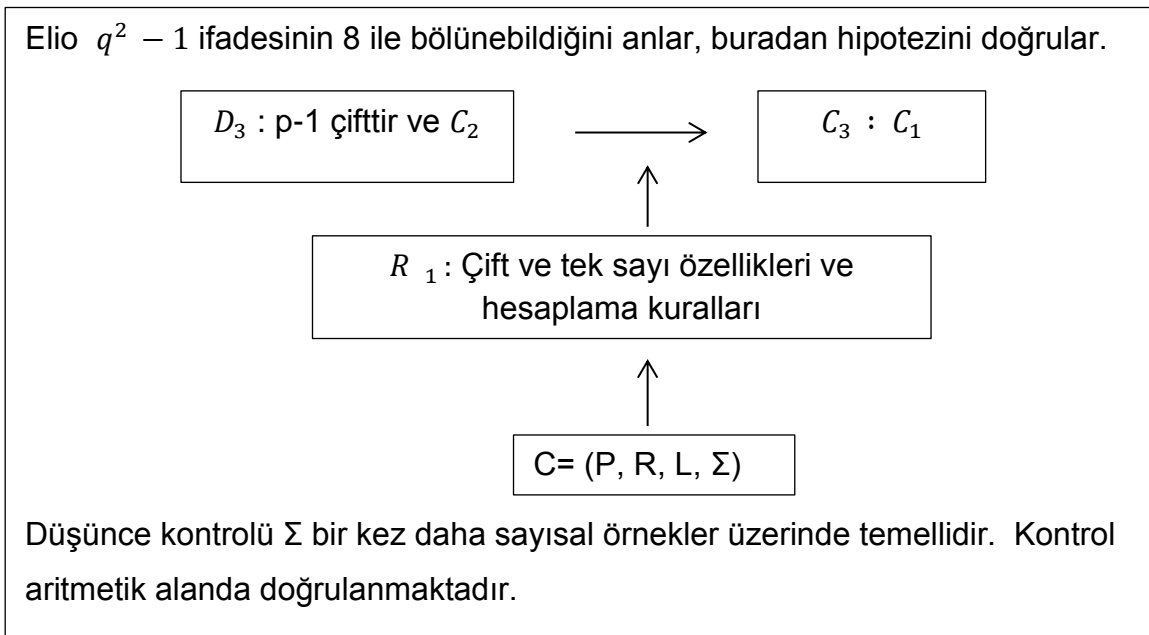 Elio q² − 1 ifadesinin 8 ile bölünebildiğini anlar, buradan hipotezini doğrular.
D₃ : p-1 çifttir ve C₂
C₃ : C₁
R ₁: Çift ve tek sayı özellikleri ve
hesaplama kuralları
C= (P, R, L, Σ)
Düşünce kontrolü Σ bir kez daha sayısal örnekler üzerinde temellidir. Kontrol
aritmetik alanda doğrulanmaktadır.